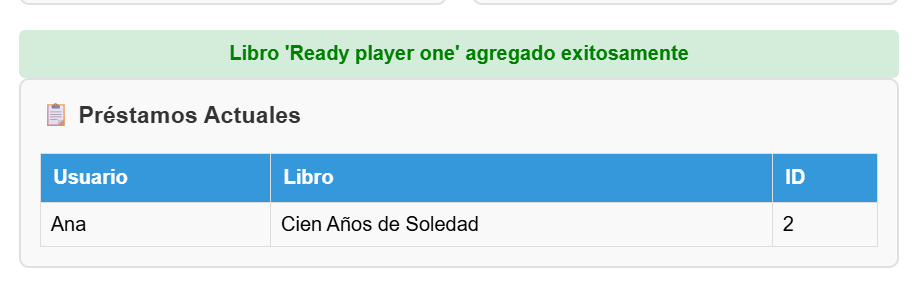 Libro 'Ready player one' agregado exitosamente
Préstamos Actuales
Usuario Libro ID
Ana Cien Años de Soledad 2